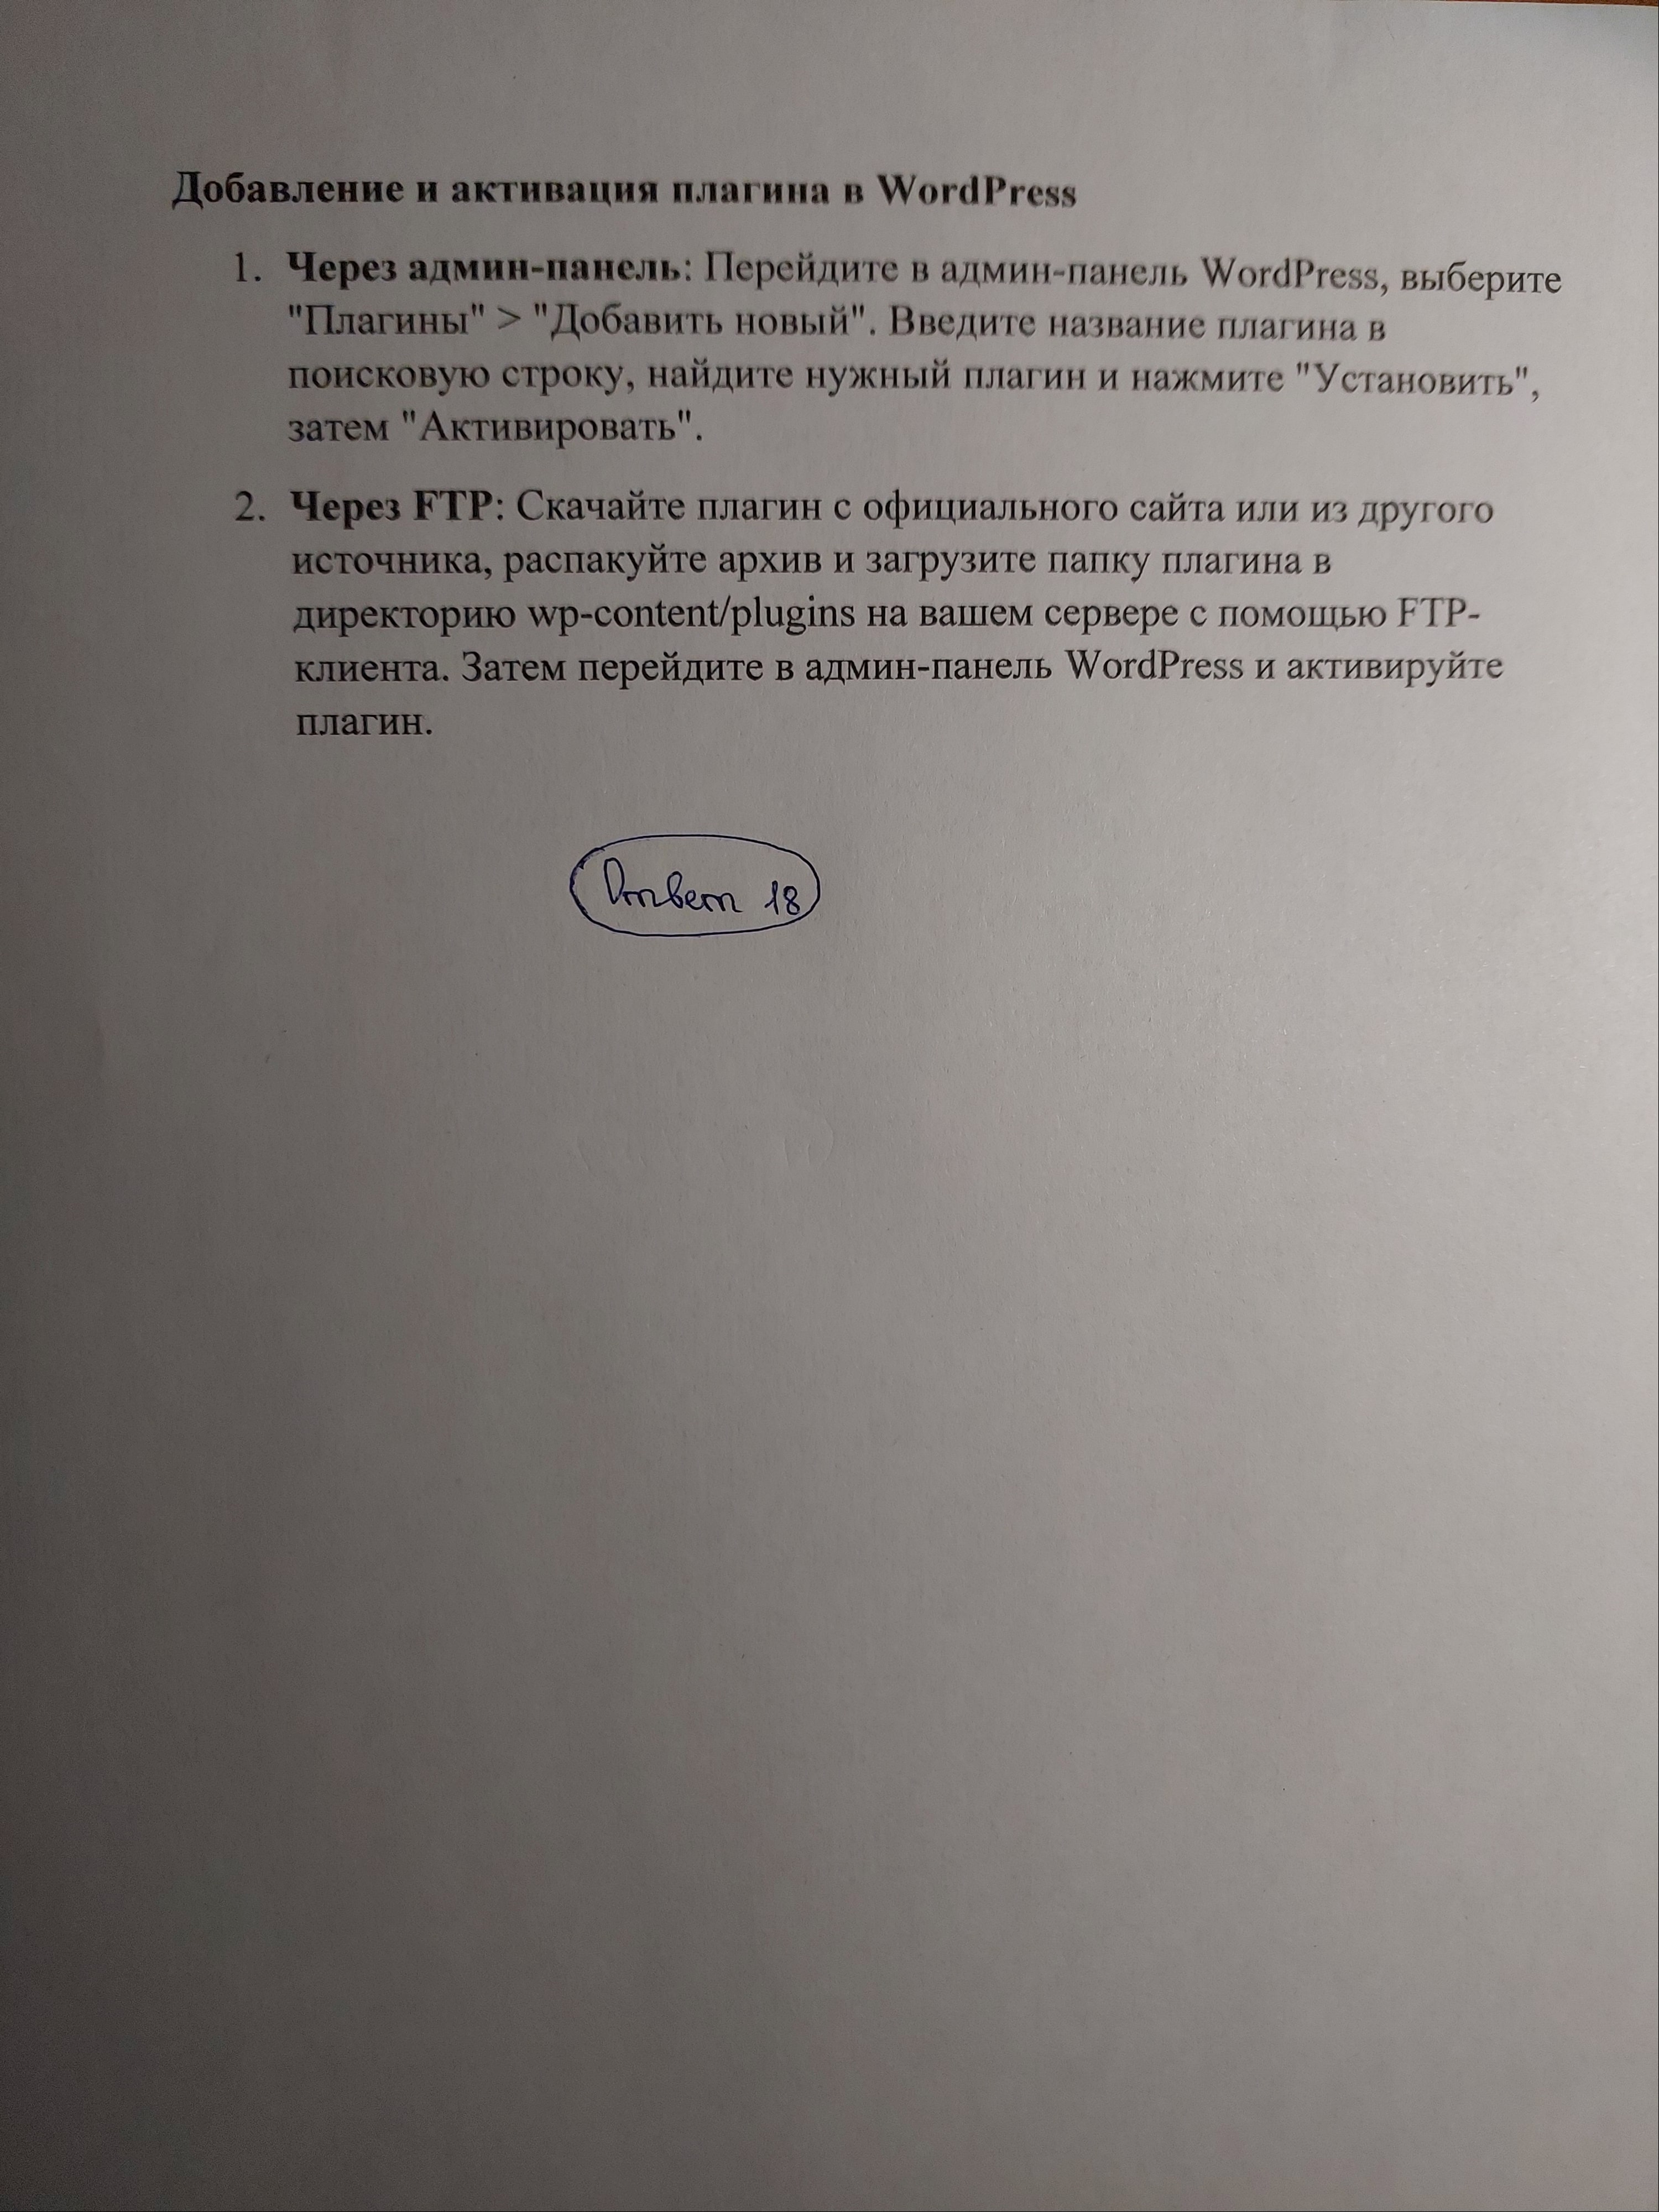 Добавление и активация плагина в WordPress
1. Через админ-панель: Перейдите в админ-панель WordPress, выберите
"Плагины" > "Добавить новый". Введите название плагина в
поисковую строку, найдите нужный плагин и нажмите "Установить",
затем "Активировать".
2. Через FTP: Скачайте плагин с официального сайта или из другого
источника, распакуйте архив и загрузите папку плагина в
директорию wp-content/plugins на вашем сервере с помощью FTP-
клиента. Затем перейдите в админ-панель WordPress и активируйте
плагин.
Ответ 18